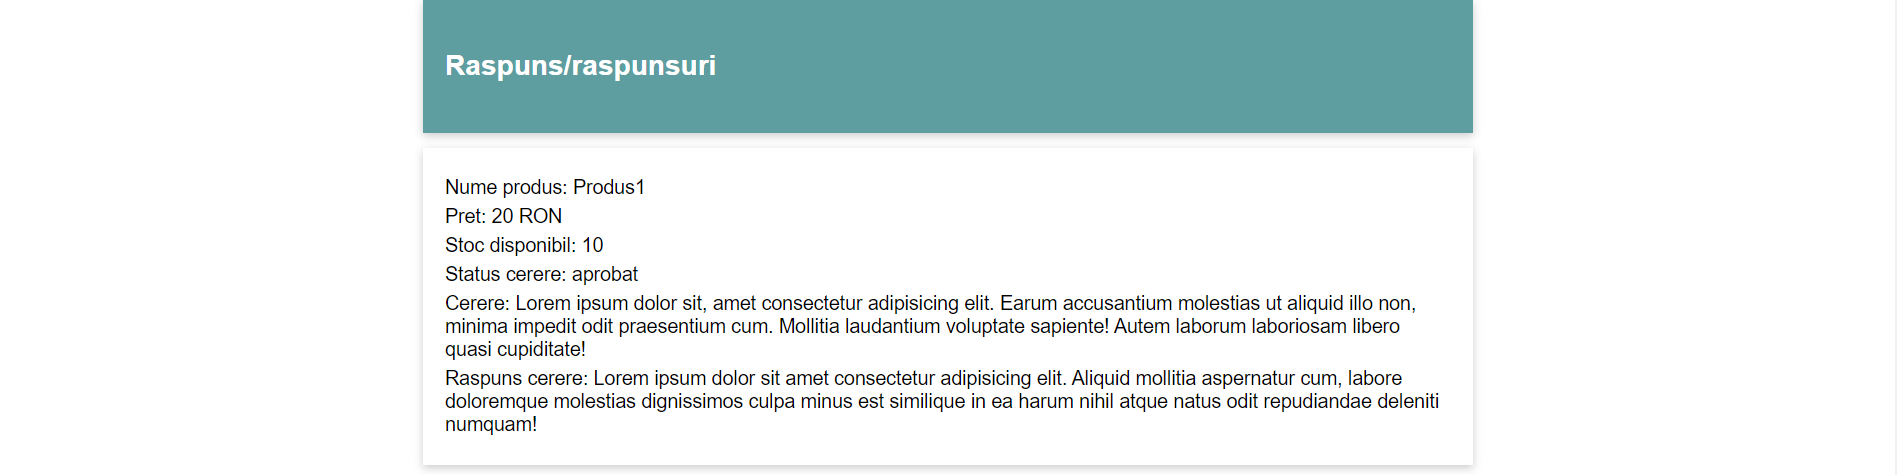 Raspuns/raspunsuri
Nume produs: Produs1
Pret: 20 RON
Stoc disponibil: 10
Status cerere: aprobat
Cerere: Lorem ipsum dolor sit, amet consectetur adipisicing elit. Earum accusantium molestias ut aliquid illo non,
minima impedit odit praesentium cum. Mollitia laudantium voluptate sapiente! Autem laborum laboriosam libero
quasi cupiditate!
Raspuns cerere: Lorem ipsum dolor sit amet consectetur adipisicing elit. Aliquid mollitia aspernatur cum, labore
doloremque molestias dignissimos culpa minus est similique in ea harum nihil atque natus odit repudiandae deleniti
numquam!